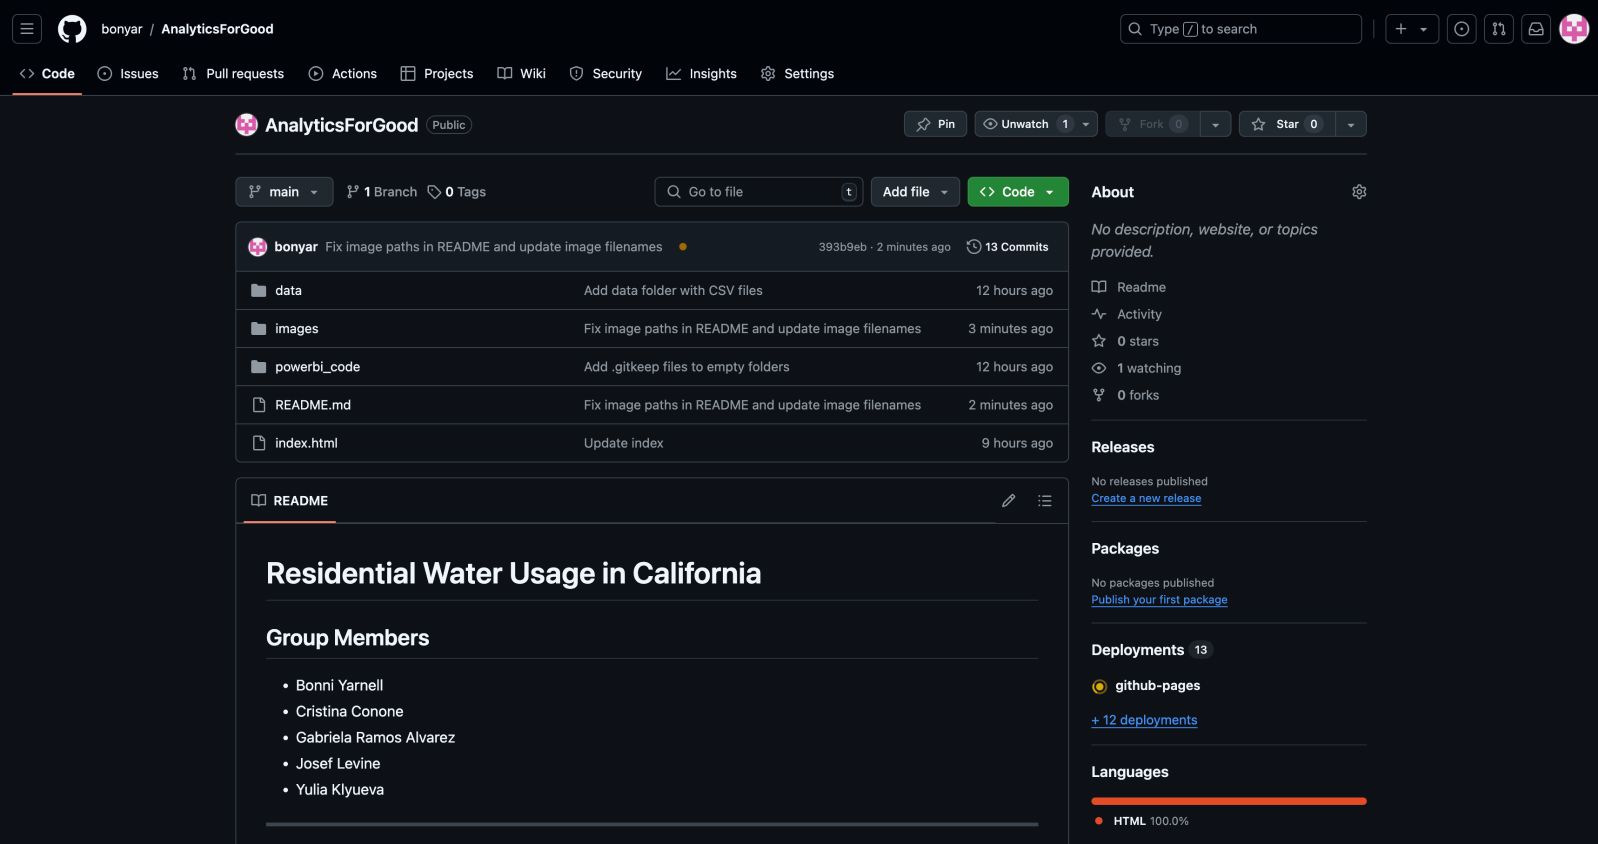 bonyar / AnalyticsForGood
Type / to search
Code Issues Pull requests Actions Projects Wiki Security Insights Settings
AnalyticsForGood Public
Pin Unwatch 1 Fork 0 Star 0
main 1 Branch 0 Tags Go to file t Add file Code
bonyar Fix image paths in README and update image filenames 393b9eb · 2 minutes ago 13 Commits
data Add data folder with CSV files 12 hours ago
images Fix image paths in README and update image filenames 3 minutes ago
powerbi_code Add .gitkeep files to empty folders 12 hours ago
README.md Fix image paths in README and update image filenames 2 minutes ago
index.html Update index 9 hours ago
README
Residential Water Usage in California
Group Members
• Bonni Yarnell
• Cristina Conone
• Gabriela Ramos Alvarez
• Josef Levine
• Yulia Klyueva
About
No description, website, or topics
provided.
Readme
Activity
0 stars
1 watching
0 forks
Releases
No releases published
Create a new release
Packages
No packages published
Publish your first package
Deployments 13
github-pages
+ 12 deployments
Languages
HTML 100.0%